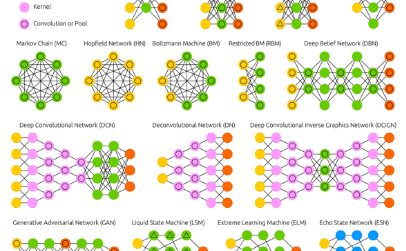 Kernel
Convolution or Pool
Markov Chain (MC)
Hopfield Network (HN)
Boltzmann Machine (BM)
Restricted BM (RBM)
Deep Belief Network (DBN)
Deep Convolutional Network (DCN)
Deconvolutional Network (DN)
Deep Convolutional Inverse Graphics Network (DCIGN)
Generative Adversarial Network (GAN)
Liquid State Machine (LSM)
Extreme Learning Machine (ELM)
Echo State Network (ESN)